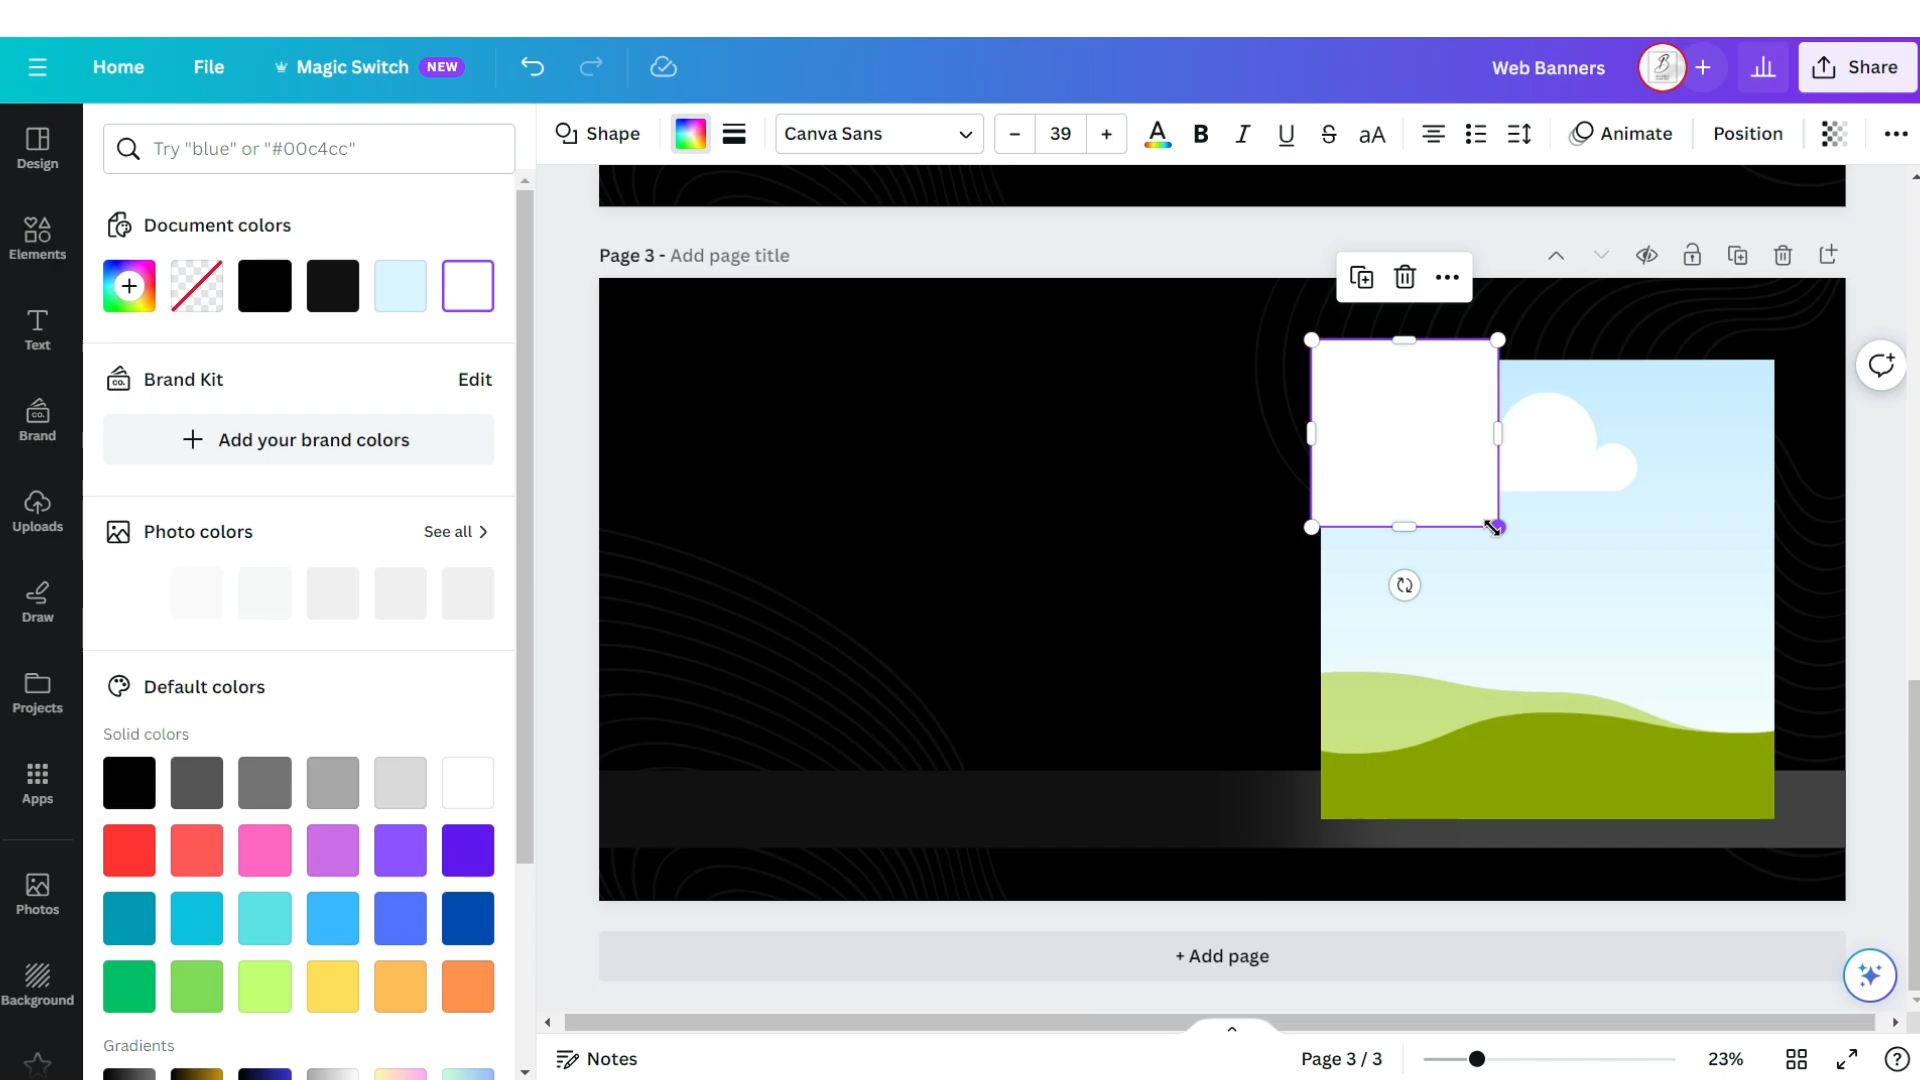 Home
File
Magic Switch NEW
Web Banners
Share
Design
Elements
Text
Brand
Uploads
Draw
Projects
Apps
Photos
Background
Try "blue" or "#00c4cc"
Document colors
Brand Kit
Edit
Add your brand colors
Photo colors
See all
Default colors
Solid colors
Gradients
Shape
Canva Sans
– 39 +
A B I U S aA
Animate
Position
Page 3 - Add page title
+ Add page
Notes
Page 3 / 3
23%